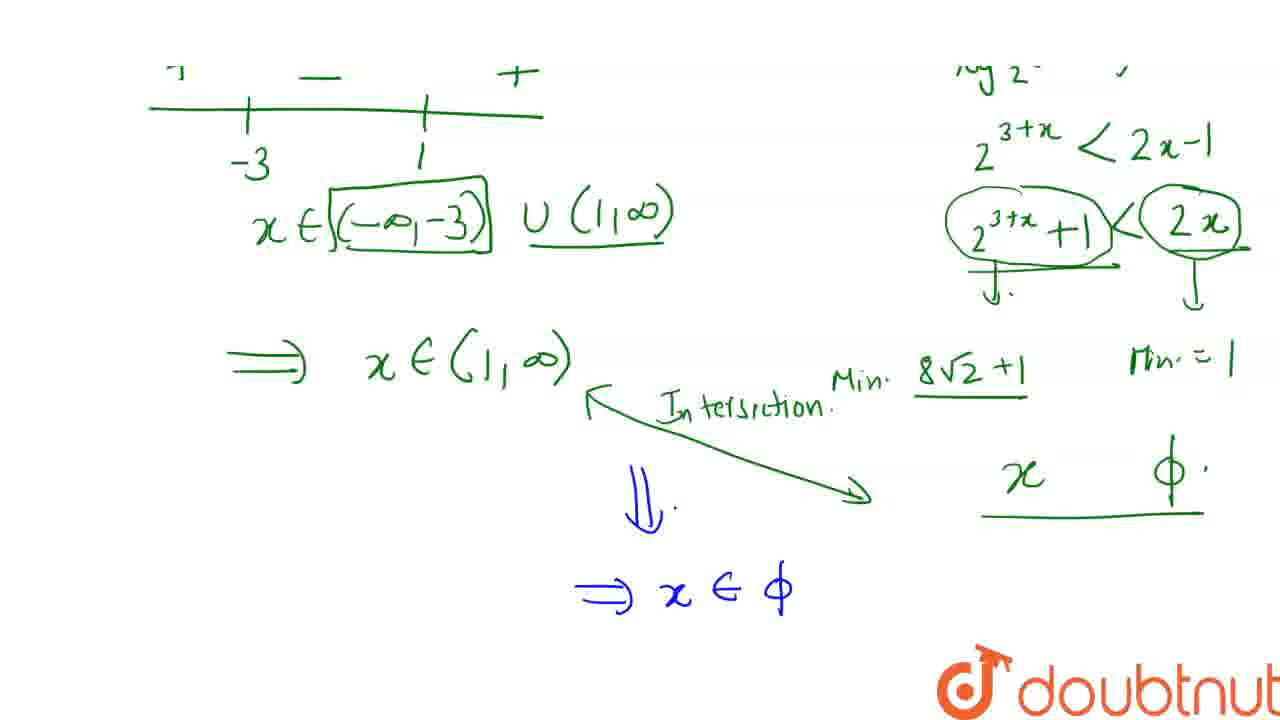 — +
-3 1
x ∈ (-∞, -3) ∪ (1, ∞)
⇒ x ∈ (1, ∞)
Intersiction.
⇒ x ∈ ϕ
2^{3+x} < 2x-1
2^{3+x} + 1 < 2x
Min. 8√2 + 1 Min. = 1
x ϕ.
doubtnut